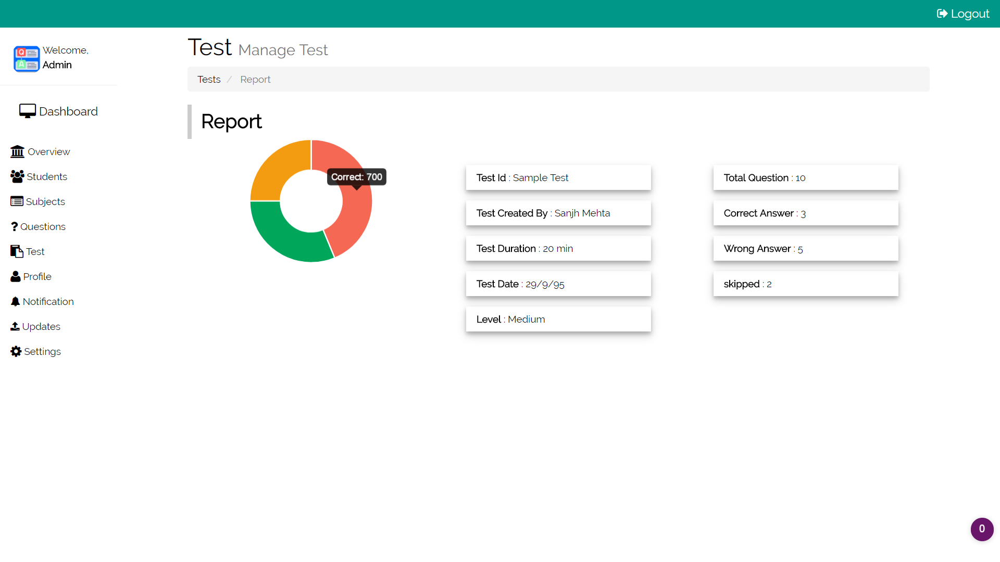 Logout
Welcome,
Admin
Dashboard
Overview
Students
Subjects
? Questions
Test
Profile
Notification
Updates
Settings
Test Manage Test
Tests / Report
Report
Correct: 700
Test Id : Sample Test
Test Created By : Sanjh Mehta
Test Duration : 20 min
Test Date : 29/9/95
Level : Medium
Total Question : 10
Correct Answer : 3
Wrong Answer : 5
skipped : 2
0
Q
A